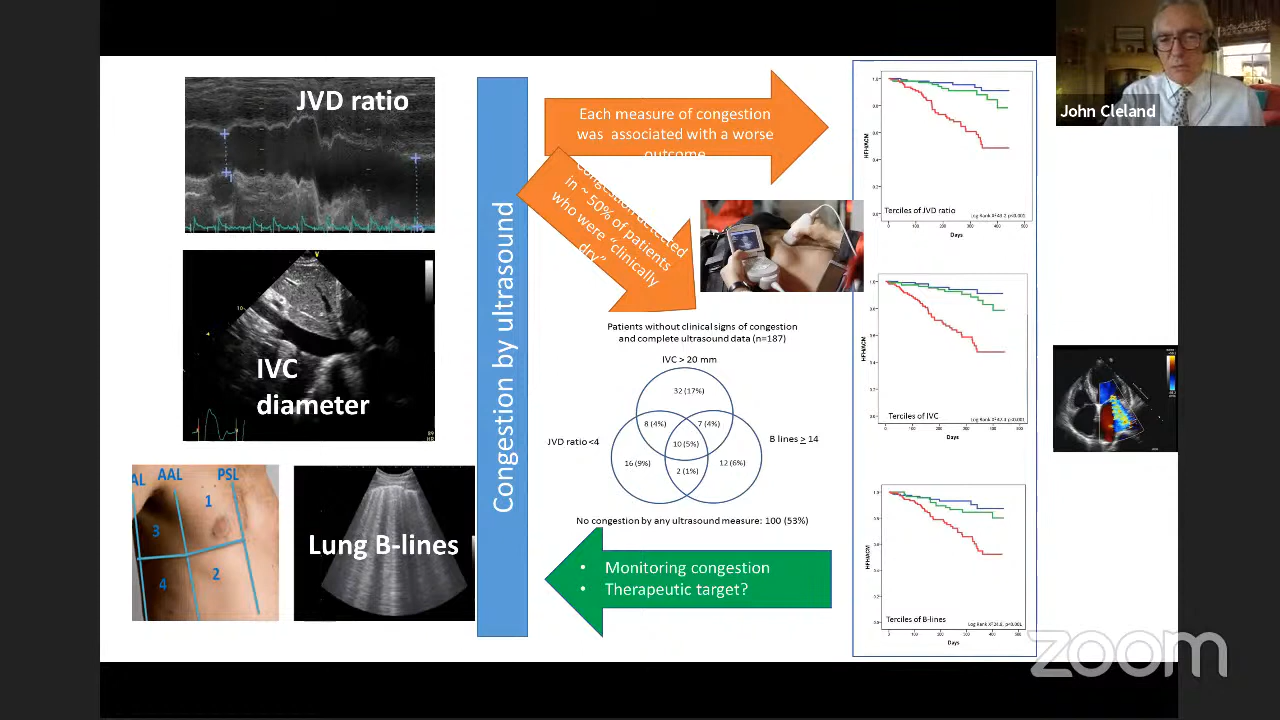 JVD ratio
IVC
diameter
AAL
PSL
1
2
3
4
Lung B-lines
Congestion by ultrasound
Each measure of congestion
was associated with a worse
outcome
congestion detected
in ~ 50% of patients
who were “clinically
dry”
Patients without clinical signs of congestion
and complete ultrasound data (n=187)
IVC > 20 mm
32 (17%)
8 (4%)
7 (4%)
10 (5%)
JVD ratio <4
B lines ≥ 14
16 (9%)
12 (6%)
2 (1%)
No congestion by any ultrasound measure: 100 (53%)
• Monitoring congestion
• Therapeutic target?
Terciles of JVD ratio
Days
Terciles of IVC
Days
Terciles of B-lines
Days
John Cleland
zoom